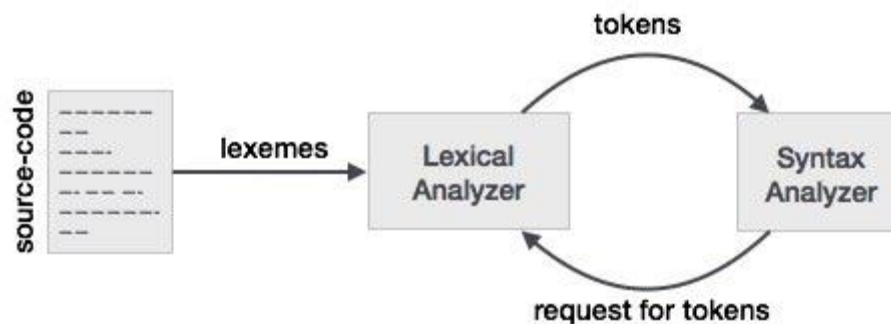 source-code
lexemes
Lexical
Analyzer
tokens
Syntax
Analyzer
request for tokens